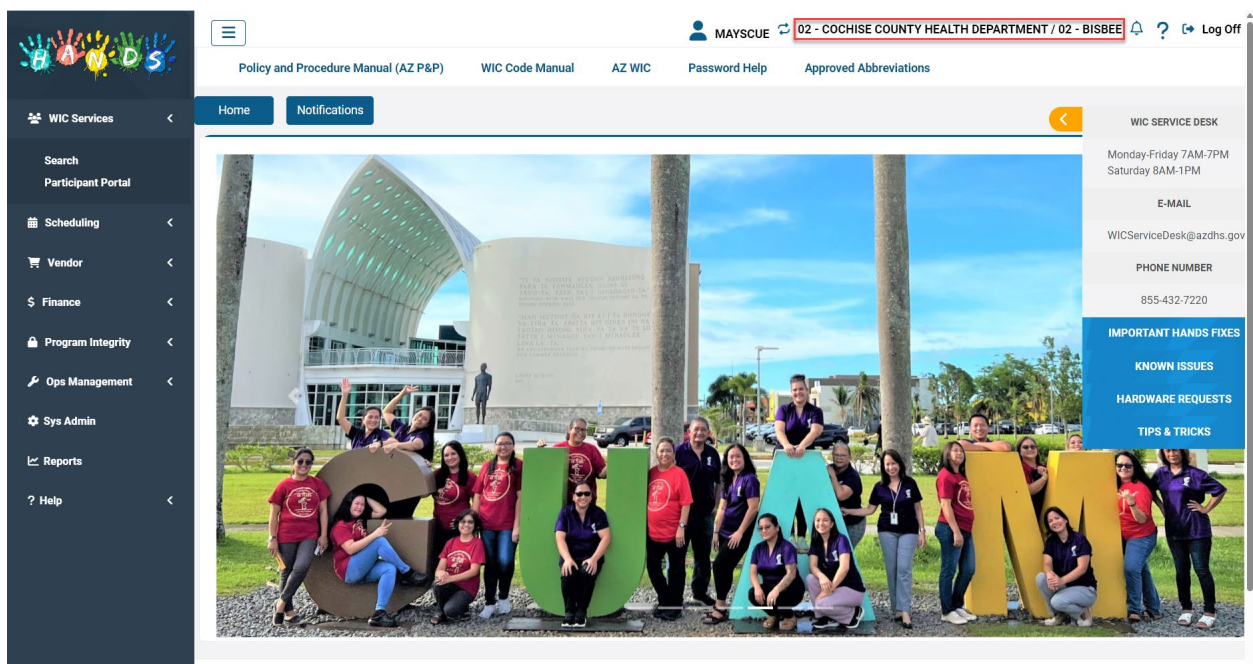 HANDS
MAYSCUE
02 - COCHISE COUNTY HEALTH DEPARTMENT / 02 - BISBEE
?
Log Off
Policy and Procedure Manual (AZ P&P)
WIC Code Manual
AZ WIC
Password Help
Approved Abbreviations
WIC Services
Search
Participant Portal
Scheduling
Vendor
$ Finance
Program Integrity
Ops Management
Sys Admin
Reports
? Help
Home
Notifications
WIC SERVICE DESK
Monday-Friday 7AM-7PM
Saturday 8AM-1PM
E-MAIL
WICServiceDesk@azdhs.gov
PHONE NUMBER
855-432-7220
IMPORTANT HANDS FIXES
KNOWN ISSUES
HARDWARE REQUESTS
TIPS & TRICKS
GUAM